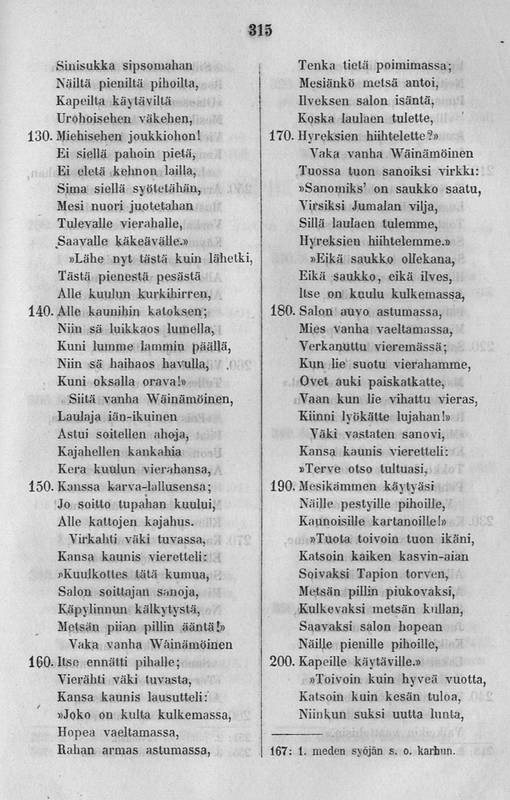 315
Sinisukka sipsomahan
Näiltä pieniltä pihoilta,
Kapeilta käytäviltä
Urohoisehen väkehen,
130. Miehisehen joukkiohon!
Ei siellä pahoin pietä,
Ei eletä kehnon lailla,
Sima siellä syötetähän,
Mesi nuori juotetahan
Tulevalle vierahalle,
Saavalle käkeävälle.»
»Lähe nyt tästä kuin lähetki,
Tästä pienestä pesästä
Alle kuulun kurkihirren,
140. Alle kaunihin katoksen;
Niin sä luikkaos lumella,
Kuni lumme lammin päällä,
Niin sä haihaos havulla,
Kuni oksalla orava!»
Siitä vanha Wäinämöinen,
Laulaja iän-ikuinen
Astui soitellen ahoja,
Kajahellen kankahia
Kera kuulun vierahansa,
150. Kanssa karva-lallusensa;
Jo soitto tupahan kuului,
Alle kattojen kajahus.
Virkahti väki tuvassa,
Kansa kaunis vieretteli:
»Kuulkottes tätä kumua,
Salon soittajan sanoja,
Käpylinnun kälkytystä,
Metsän piian pillin ääntä!»
Vaka vanha Wäinämöinen
160. Itse ennätti pihalle;
Vierähti väki tuvasta,
Kansa kaunis lausutteli:
»Joko on kulta kulkemassa,
Hopea vaeltamassa,
Rahan armas astumassa,
Tenka tietä poimimassa;
Mesiänkö metsä antoi,
Ilveksen salon isäntä,
Koska laulaen tulette,
170. Hyreksien hiihtelette?»
Vaka vanha Wäinämöinen
Tuossa tuon sanoiksi virkki:
»Sanomiks' on saukko saatu,
Virsiksi Jumalan vilja,
Sillä laulaen tulemme,
Hyreksien hiihtelemme.»
»Eikä saukko ollekana,
Eikä saukko, eikä ilves,
Itse on kuulu kulkemassa,
180. Salon auvo astumassa,
Mies vanha vaeltamassa,
Verkanuttu vieremässä;
Kun lie suotu vierahamme,
Ovet auki paiskatkatte,
Vaan kun lie vihattu vieras,
Kiinni lyökätte lujahan!»
Väki vastaten sanovi,
Kansa kaunis vieretteli:
»Terve otso tultuasi,
190. Mesikämmen käytyäsi
Näille pestyille pihoille,
Kaunoisille kartanoille!»
»Tuota toivoin tuon ikäni,
Katsoin kaiken kasvin-aian
Soivaksi Tapion torven,
Metsän pillin piukovaksi,
Kulkevaksi metsän kullan,
Saavaksi salon hopean
Näille pienille pihoille,
200. Kapeille käytäville.»
»Toivoin kuin hyveä vuotta,
Katsoin kuin kesän tuloa,
Niinkun suksi uutta lunta,
167: 1. meden syöjän s. o. karhun.